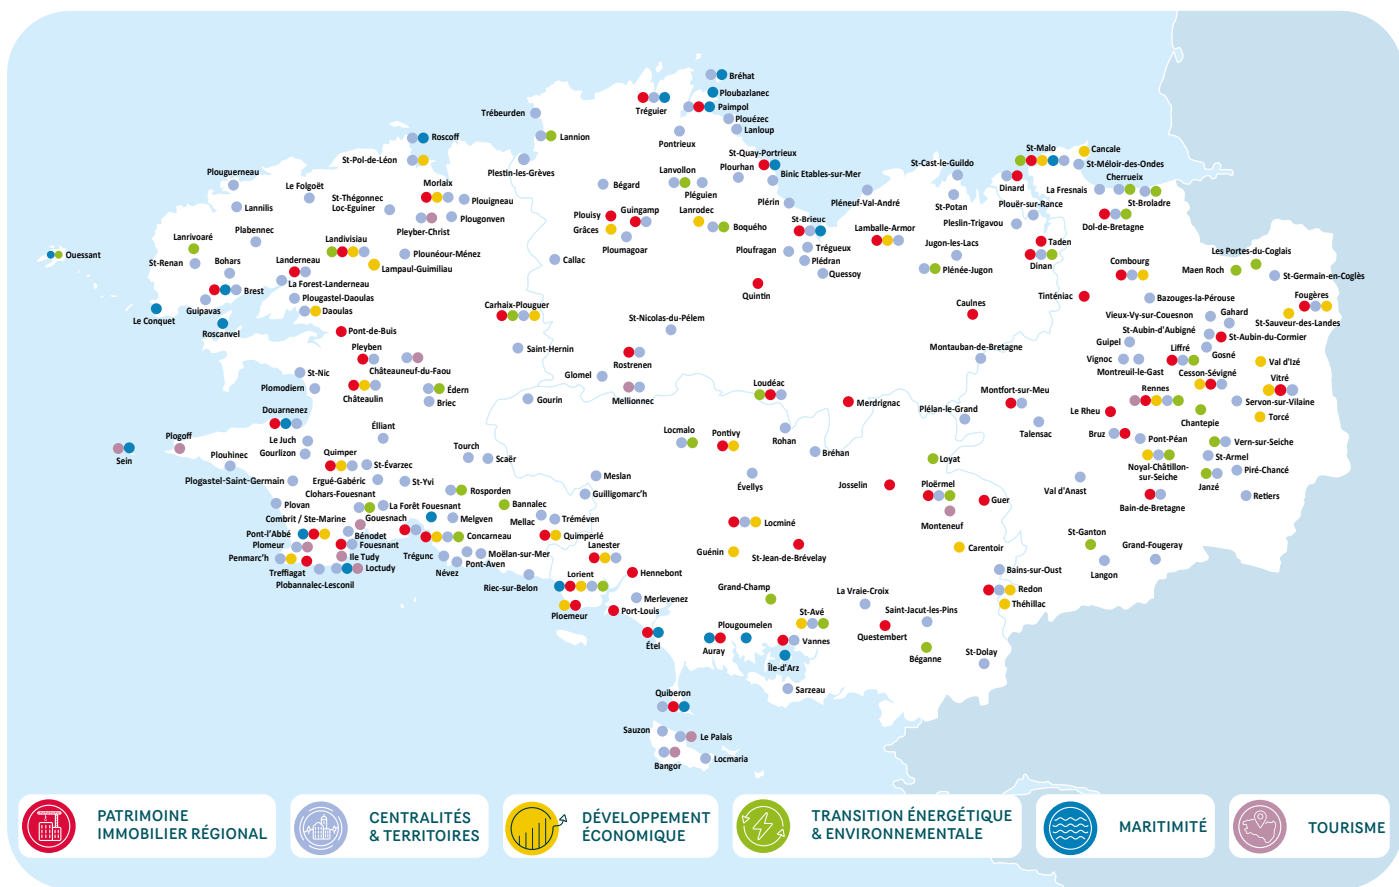 Bréhat
Ploubazlanec
Tréguier
Paimpol
Trébeurden
Plouézec
Lanloup
Roscoff
Lannion
Pontrieux
St-Malo
Cancale
St-Quay-Portrieux
St-Pol-de-Léon
Plestin-les-Grèves
Plourhan
Binic Etables-sur-Mer
St-Cast-le-Guildo
St-Méloir-des-Ondes
Cherrueix
Plouguerneau
Le Folgoët
Morlaix
Bégard
Lanvollon
Pléguien
Dinard
La Fresnais
St-Broladre
St-Thégonnec
Loc-Eguiner
Plouigneau
Plérin
Pléneuf-Val-André
St-Potan
Plouër-sur-Rance
Lannilis
Plougonven
Plouisy
Guingamp
Lanrodec
St-Brieuc
Pleslin-Trigavou
Dol-de-Bretagne
Plabennec
Pleyber-Christ
Grâces
Boquého
Lamballe-Armor
Lanrivoaré
Landivisiau
Ploumagoar
Ploufragan
Trégueux
Jugon-les-Lacs
Taden
Les Portes-du-Coglais
Ouessant
Plounéour-Ménez
Callac
Plédran
Plénée-Jugon
Dinan
Combourg
Maen Roch
St-Germain-en-Coglès
St-Renan
Bohars
Landerneau
Lampaul-Guimiliau
Quessoy
La Forest-Landerneau
Brest
Plougastel-Daoulas
Quintin
Tinténiac
Bazouges-la-Pérouse
Fougères
Guipavas
Daoulas
Carhaix-Plouguer
Caulnes
Vieux-Vy-sur-Couesnon
Gahard
St-Sauveur-des-Landes
Le Conquet
Roscanvel
St-Nicolas-du-Pélem
St-Aubin-d'Aubigné
St-Aubin-du-Cormier
Pont-de-Buis
Guipel
Pleyben
Saint-Hernin
Montauban-de-Bretagne
Vignoc
Liffré
Gosné
Val d'Izé
Châteauneuf-du-Faou
Rostrenen
Montreuil-le-Gast
Cesson-Sévigné
St-Nic
Glomel
Vitré
Plomodiern
Châteaulin
Édern
Mellionnec
Loudéac
Montfort-sur-Meu
Rennes
Briec
Gourin
Merdrignac
Servon-sur-Vilaine
Douarnenez
Plélan-le-Grand
Le Rheu
Chantepie
Torcé
Élliant
Talensac
Sein
Plogoff
Le Juch
Locmalo
Pontivy
Rohan
Bruz
Pont-Péan
Vern-sur-Seiche
Gourlizon
Tourch
Bréhan
Plouhinec
Quimper
St-Évarzec
Scaër
Loyat
St-Armel
Noyal-Châtillon-
sur-Seiche
Piré-Chancé
Plogastel-Saint-Germain
Ergué-Gabéric
St-Yvi
Meslan
Évellys
Josselin
Ploërmel
Val d'Anast
Janzé
Clohars-Fouesnant
Rosporden
Guilligomarc'h
Guer
Retiers
Plovan
La Forêt Fouesnant
Bannalec
Monteneuf
Bain-de-Bretagne
Combrit / Ste-Marine
Gouesnach
Melgven
Mellac
Tréméven
Locminé
Pont-l'Abbé
Bénodet
Concarneau
Quimperlé
St-Ganton
Plomeur
Fouesnant
Lanester
Guénin
St-Jean-de-Brévelay
Carentoir
Grand-Fougeray
Penmarc'h
Ile Tudy
Trégunc
Moëlan-sur-Mer
Pont-Aven
Langon
Treffiagat
Loctudy
Névez
Lorient
Hennebont
Bains-sur-Oust
Plobannalec-Lesconil
Riec-sur-Belon
Grand-Champ
La Vraie-Croix
Redon
Merlevenez
St-Avé
Saint-Jacut-les-Pins
Théhillac
Ploemeur
Port-Louis
Plougoumelen
Questembert
Étel
Auray
Vannes
Béganne
St-Dolay
Île-d'Arz
Quiberon
Sarzeau
Sauzon
Le Palais
Bangor
Locmaria
PATRIMOINE
IMMOBILIER RÉGIONAL
CENTRALITÉS
& TERRITOIRES
DÉVELOPPEMENT
ÉCONOMIQUE
TRANSITION ÉNERGÉTIQUE
& ENVIRONNEMENTALE
MARITIMITÉ
TOURISME